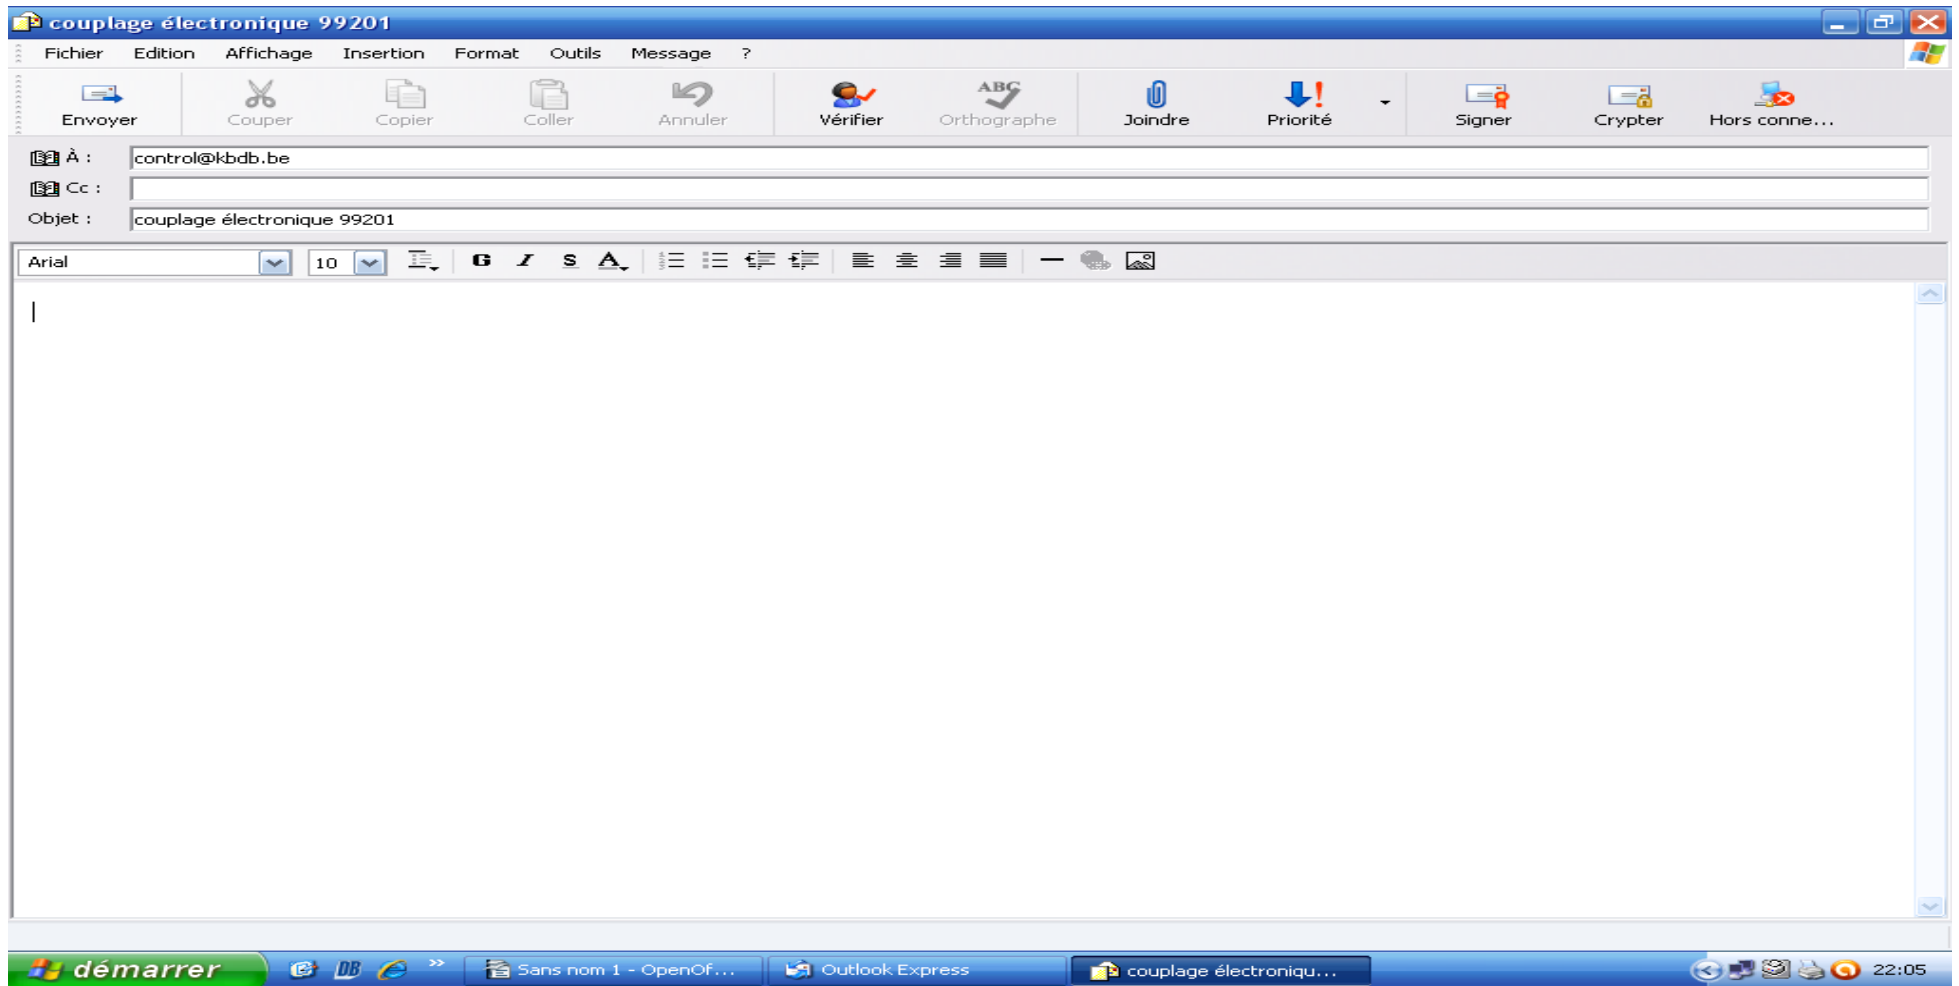 couplage électronique 99201
Fichier Edition Affichage Insertion Format Outils Message ?
Envoyer Couper Copier Coller Annuler Vérifier ABC Orthographe Joindre Priorité Signer Crypter Hors conne...
À : control@kbdb.be
Cc :
Objet : couplage électronique 99201
Arial 10 G I S A
démarrer DB » Sans nom 1 - OpenOf... Outlook Express couplage électroniqu... 22:05